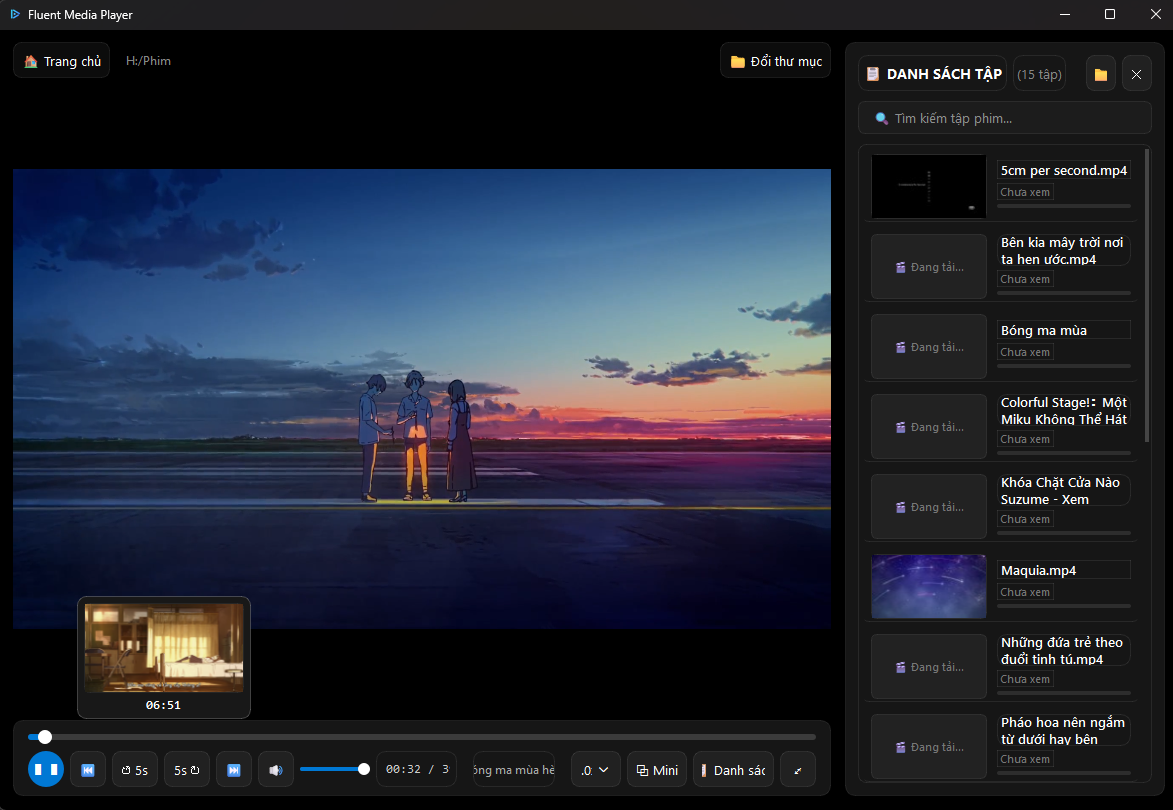 Fluent Media Player
Trang chủ
H:/Phim
Đổi thư mục
DANH SÁCH TẬP
(15 tập)
Tìm kiếm tập phim...
5cm per second.mp4
Chưa xem
Đang tải...
Bên kia mây trời nơi
ta hẹn ước.mp4
Chưa xem
Đang tải...
Bóng ma mùa
Chưa xem
Đang tải...
Colorful Stage!: Một
Miku Không Thể Hát
Chưa xem
Đang tải...
Khóa Chặt Cửa Nào
Suzume - Xem
Chưa xem
Maquia.mp4
Chưa xem
Đang tải...
Những đứa trẻ theo
đuổi tinh tú.mp4
Chưa xem
Đang tải...
Pháo hoa nên ngắm
từ dưới hay bên
Chưa xem
06:51
5s
5s
00:32 / 3
óng ma mùa hè
.0
Mini
Danh sác